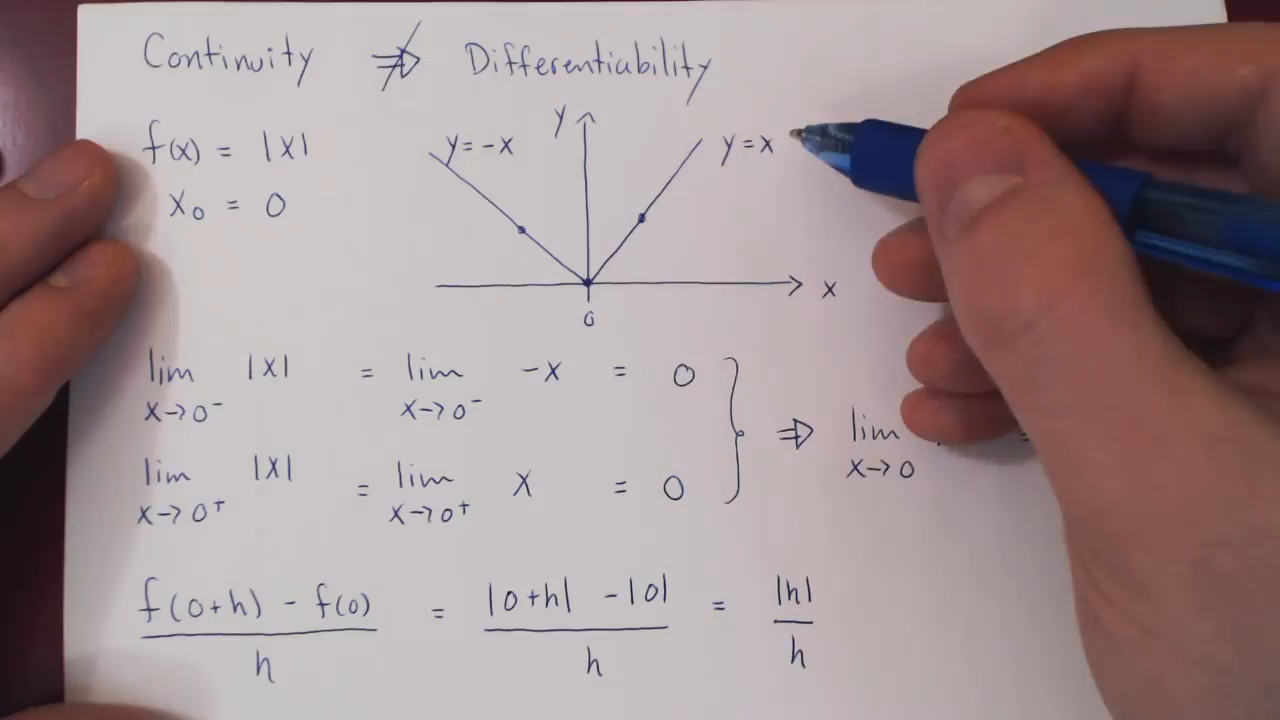 Continuity ⇏ Differentiability
f(x) = |x|
x₀ = 0
y = -x
y
y = x
x
0
lim x→0⁻ |x| = lim x→0⁻ -x = 0
lim x→0⁺ |x| = lim x→0⁺ x = 0
⇒ lim x→0
f(0+h) - f(0)
h
= |0+h| - |0|
h
= |h|
h